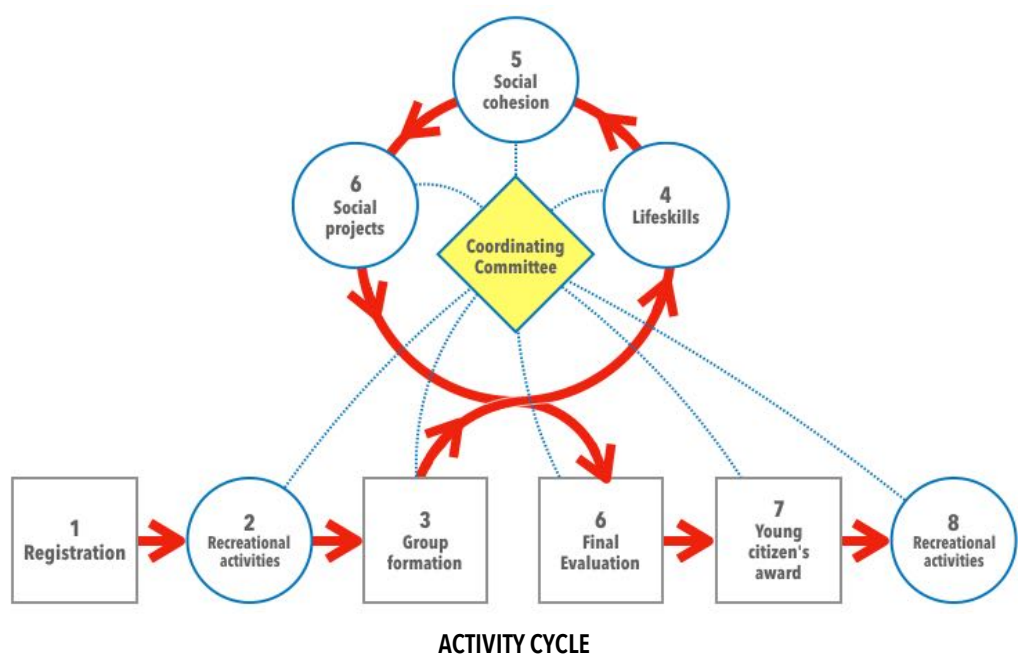 5
Social
cohesion
6
Social
projects
4
Lifeskills
Coordinating
Committee
1
Registration
2
Recreational
activities
3
Group
formation
6
Final
Evaluation
7
Young
citizen's
award
8
Recreational
activities
ACTIVITY CYCLE